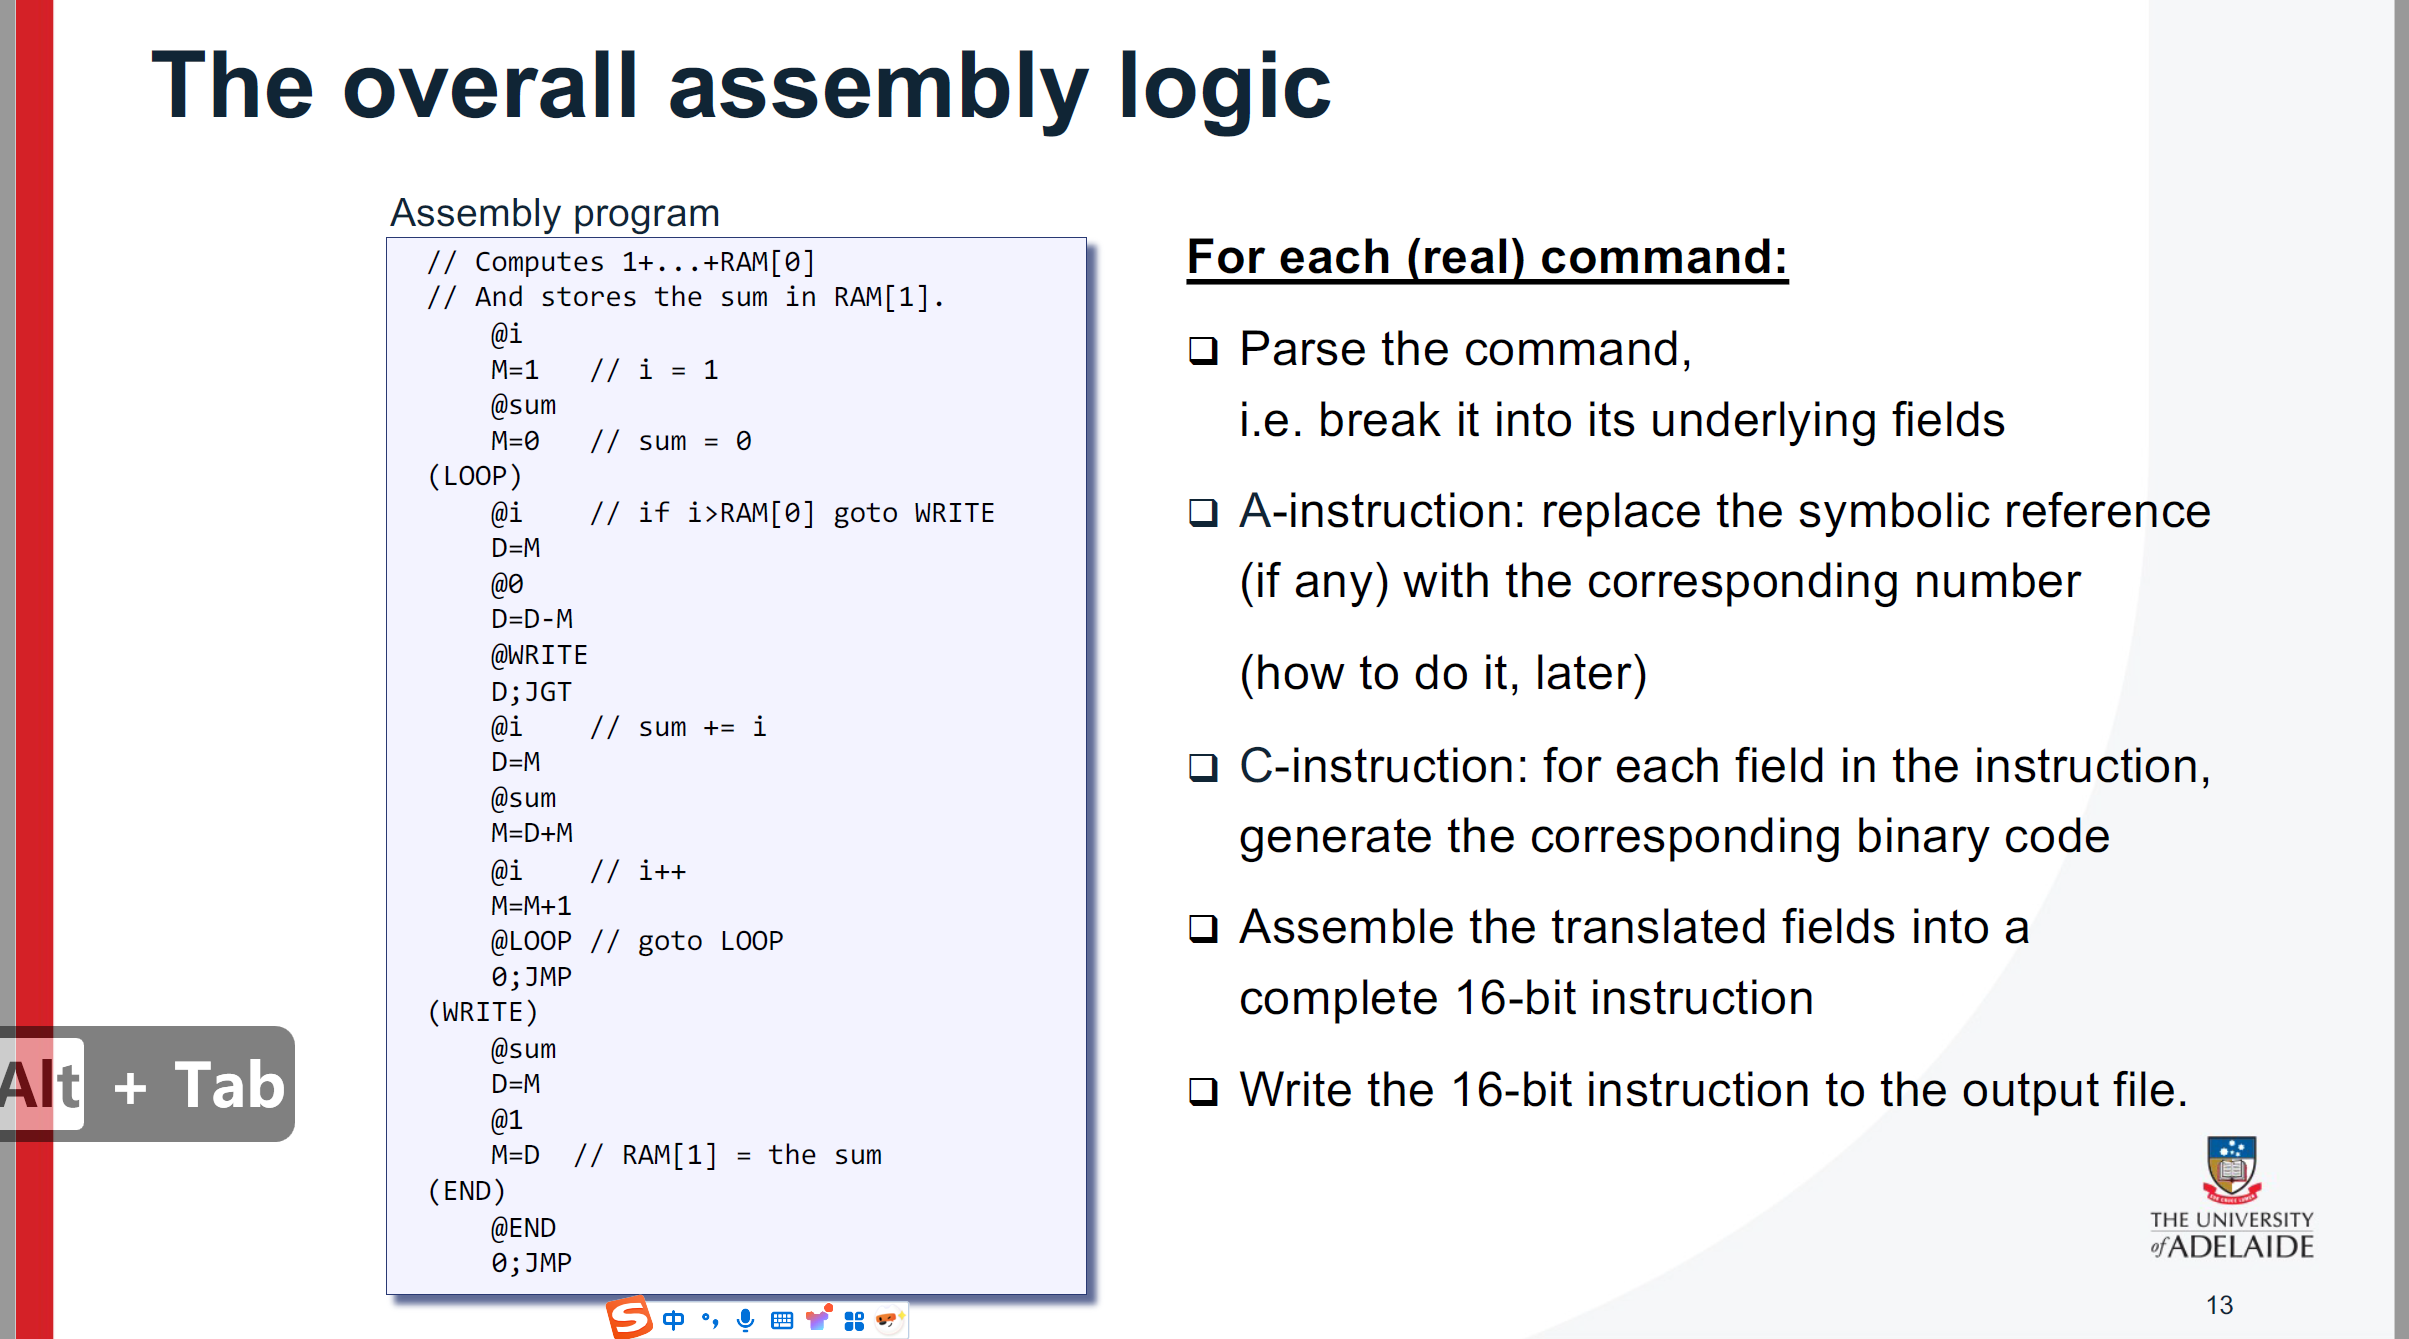 The overall assembly logic
Assembly program
// Computes 1+...+RAM[0]
// And stores the sum in RAM[1].
@i
M=1 // i = 1
@sum
M=0 // sum = 0
(LOOP)
@i // if i>RAM[0] goto WRITE
D=M
@0
D=D-M
@WRITE
D;JGT
@i // sum += i
D=M
@sum
M=D+M
@i // i++
M=M+1
@LOOP // goto LOOP
0;JMP
(WRITE)
@sum
D=M
@1
M=D // RAM[1] = the sum
(END)
@END
0;JMP
For each (real) command:
Parse the command,
i.e. break it into its underlying fields
A-instruction: replace the symbolic reference
(if any) with the corresponding number
(how to do it, later)
C-instruction: for each field in the instruction,
generate the corresponding binary code
Assemble the translated fields into a
complete 16-bit instruction
Write the 16-bit instruction to the output file.
Alt + Tab
THE UNIVERSITY
of ADELAIDE
13
S 中